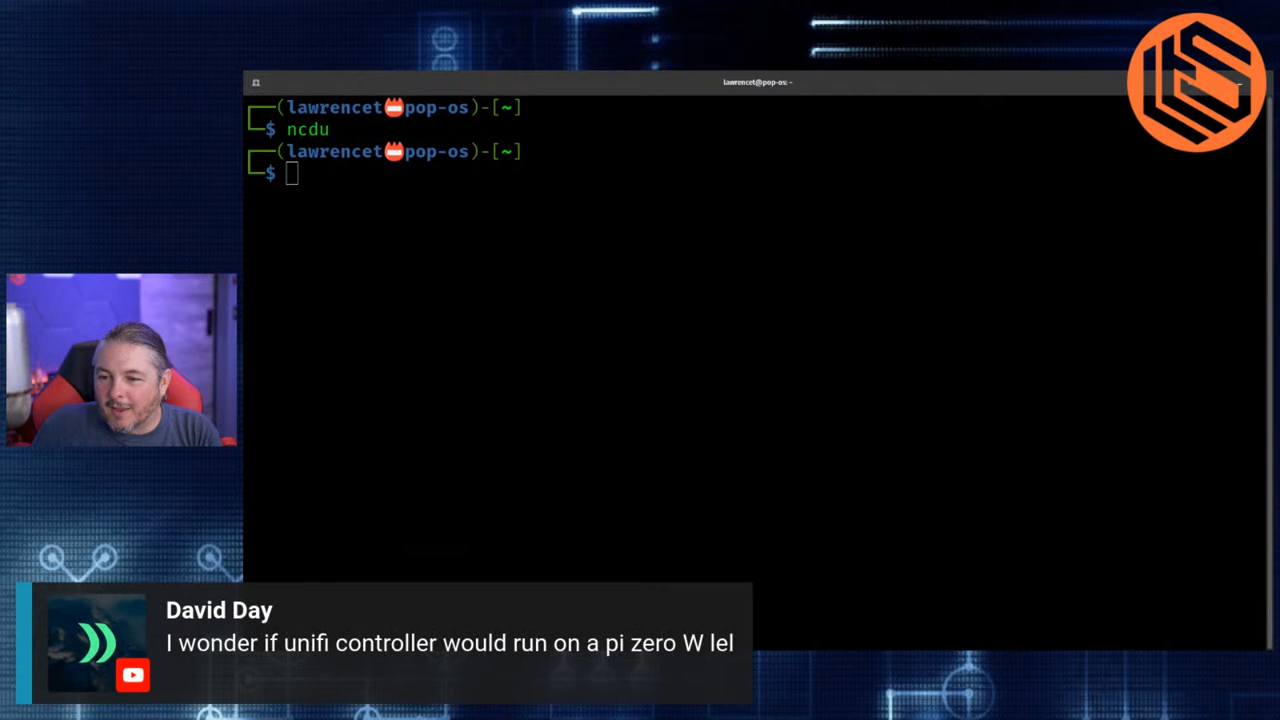 lawrencet@pop-os: ~
┌──(lawrencet📛pop-os)-[~]
└─$ ncdu
┌──(lawrencet📛pop-os)-[~]
└─$
David Day
I wonder if unifi controller would run on a pi zero W lel